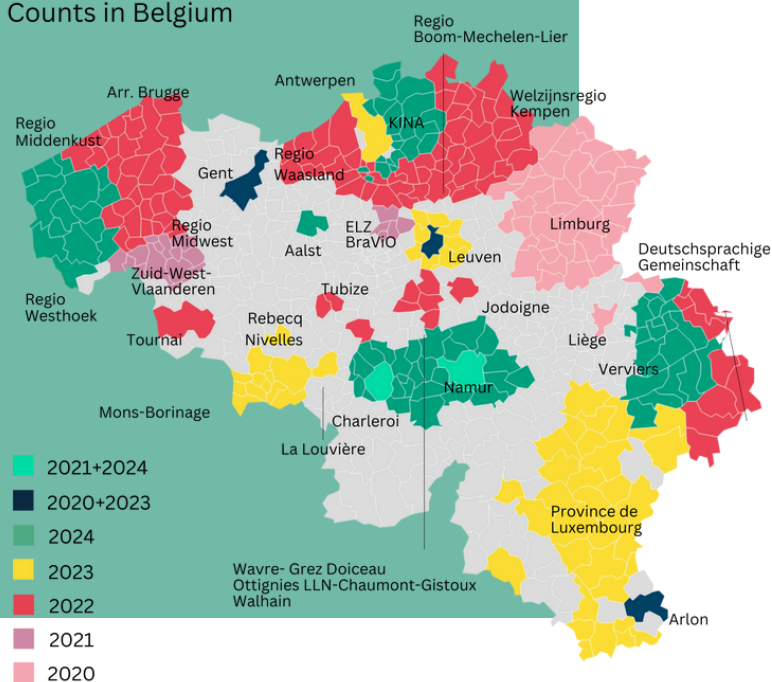 Counts in Belgium
Regio
Boom-Mechelen-Lier
Antwerpen
Arr. Brugge
Welzijnsregio
Kempen
Regio
Middenkust
KINA
Regio
Waasland
Gent
Limburg
Regio
Midwest
ELZ
BraViO
Aalst
Leuven
Deutschsprachige
Gemeinschaft
Zuid-West-
Vlaanderen
Regio
Westhoek
Tubize
Jodoigne
Rebecq
Nivelles
Tournai
Liège
Verviers
Namur
Mons-Borinage
Charleroi
La Louvière
2021+2024
2020+2023
2024
2023
2022
2021
2020
Province de
Luxembourg
Wavre- Grez Doiceau
Ottignies LLN-Chaumont-Gistoux
Walhain
Arlon